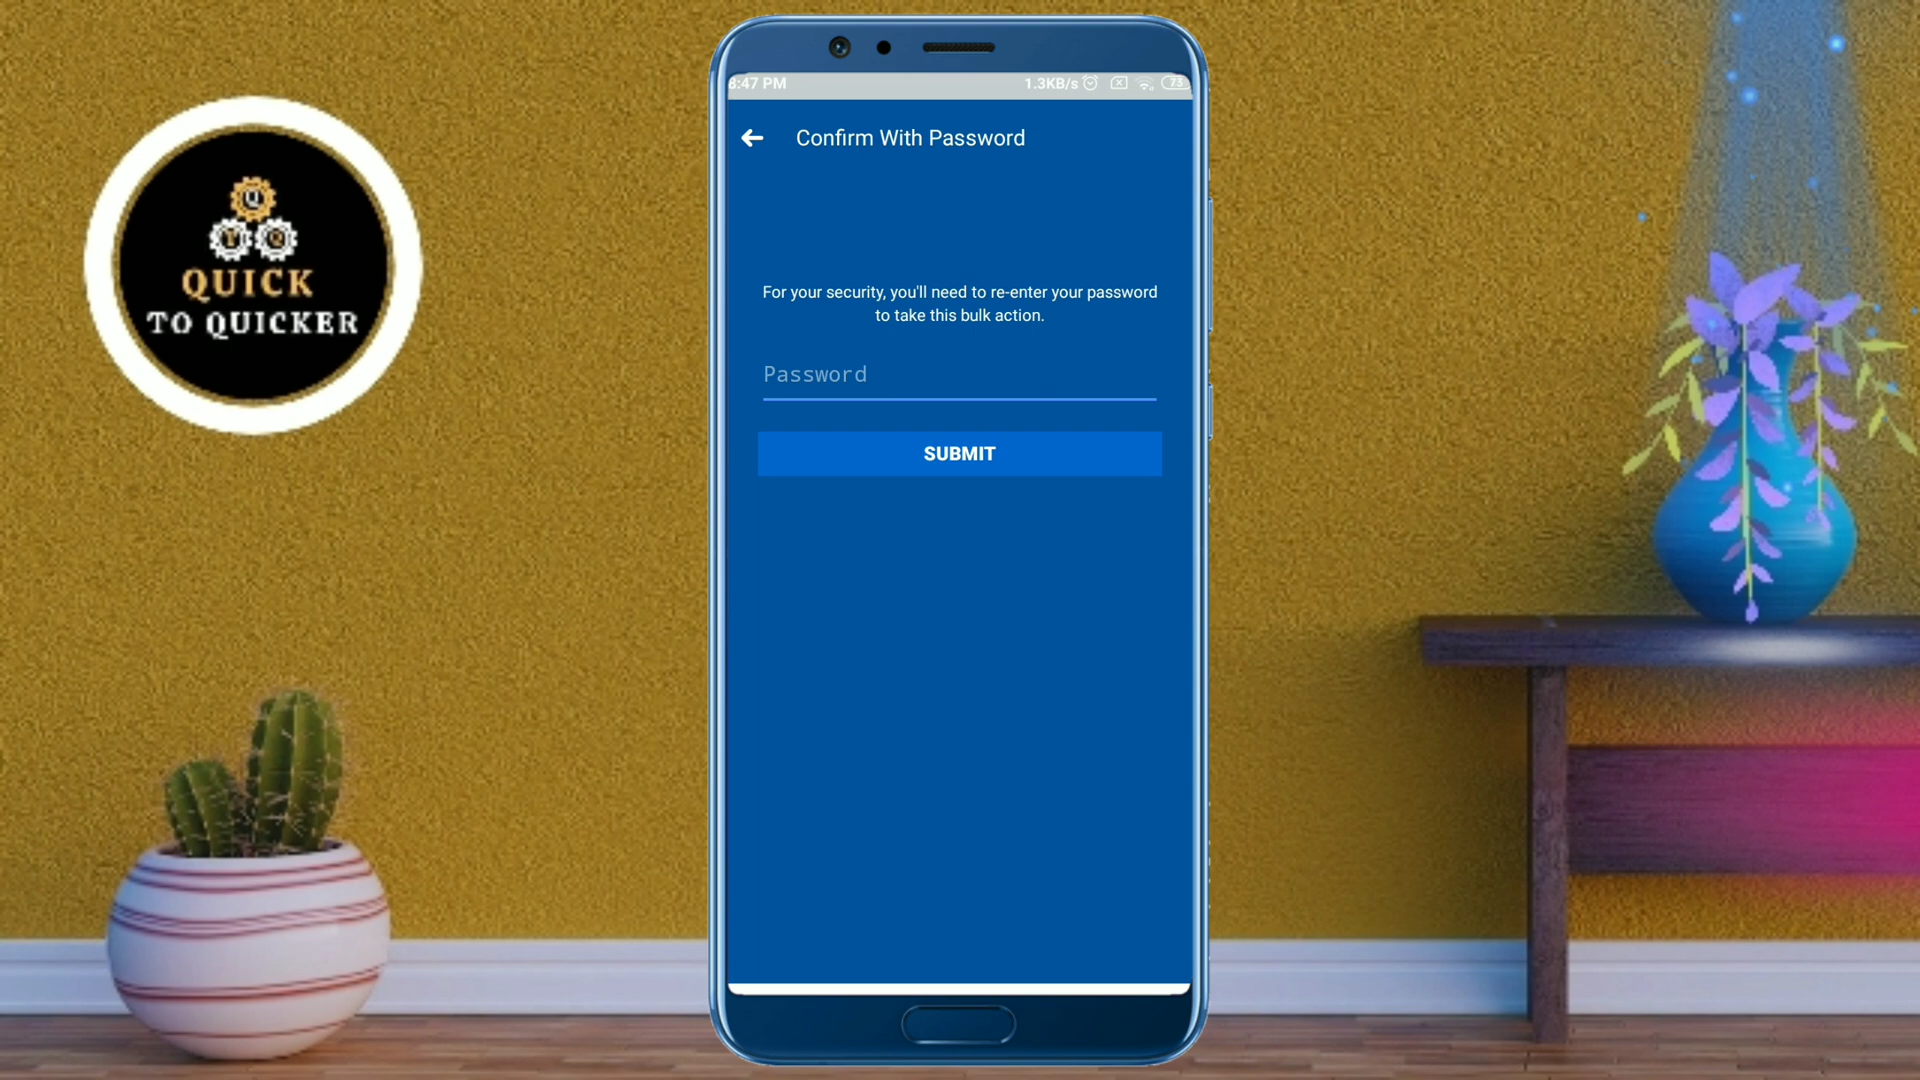 8:47 PM
1.3KB/s
73
Confirm With Password
For your security, you'll need to re-enter your password
to take this bulk action.
Password
SUBMIT
Q
T Q
QUICK
TO QUICKER